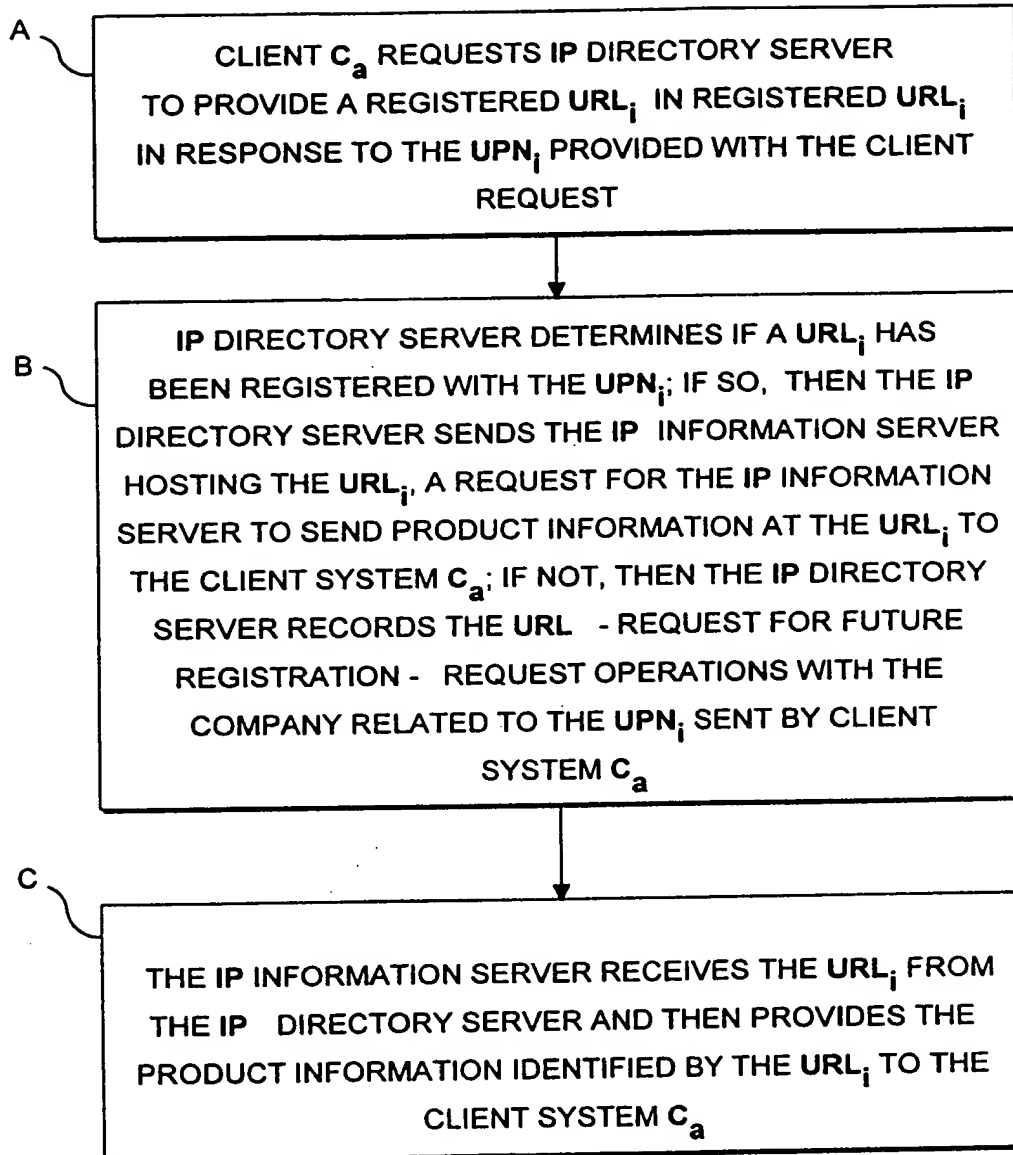 A
CLIENT Ca REQUESTS IP DIRECTORY SERVER
TO PROVIDE A REGISTERED URLi IN REGISTERED URLi
IN RESPONSE TO THE UPNi PROVIDED WITH THE CLIENT
REQUEST
B
IP DIRECTORY SERVER DETERMINES IF A URLi HAS
BEEN REGISTERED WITH THE UPNi; IF SO, THEN THE IP
DIRECTORY SERVER SENDS THE IP INFORMATION SERVER
HOSTING THE URLi, A REQUEST FOR THE IP INFORMATION
SERVER TO SEND PRODUCT INFORMATION AT THE URLi TO
THE CLIENT SYSTEM Ca; IF NOT, THEN THE IP DIRECTORY
SERVER RECORDS THE URL - REQUEST FOR FUTURE
REGISTRATION - REQUEST OPERATIONS WITH THE
COMPANY RELATED TO THE UPNi SENT BY CLIENT
SYSTEM Ca
C
THE IP INFORMATION SERVER RECEIVES THE URLi FROM
THE IP DIRECTORY SERVER AND THEN PROVIDES THE
PRODUCT INFORMATION IDENTIFIED BY THE URLi TO THE
CLIENT SYSTEM Ca